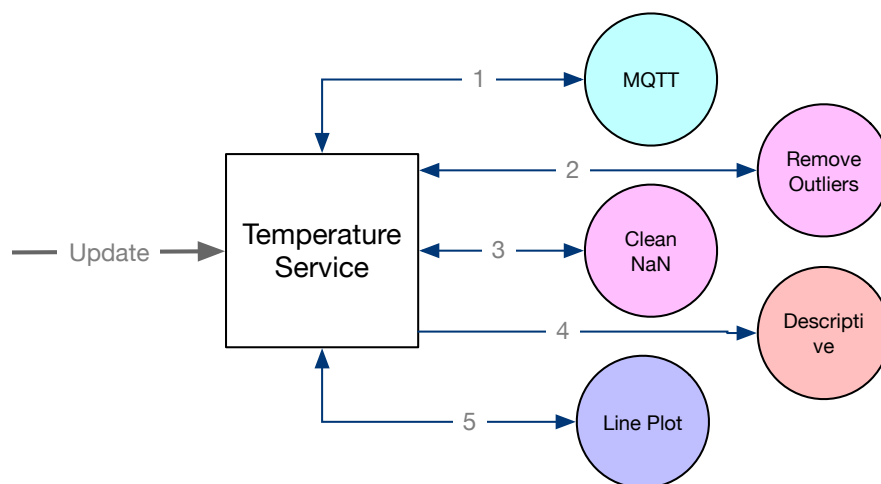 1
MQTT
2
Remove
Outliers
Update
Temperature
Service
3
Clean
NaN
4
Descripti
ve
5
Line Plot